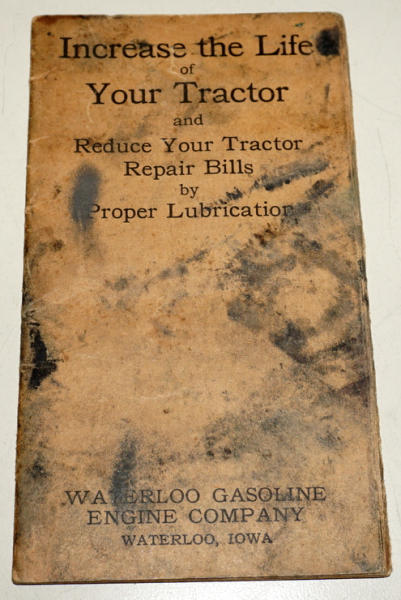 Increase the Life
of
Your Tractor
and
Reduce Your Tractor
Repair Bills
by
Proper Lubrication
WATERLOO GASOLINE
ENGINE COMPANY
WATERLOO, IOWA